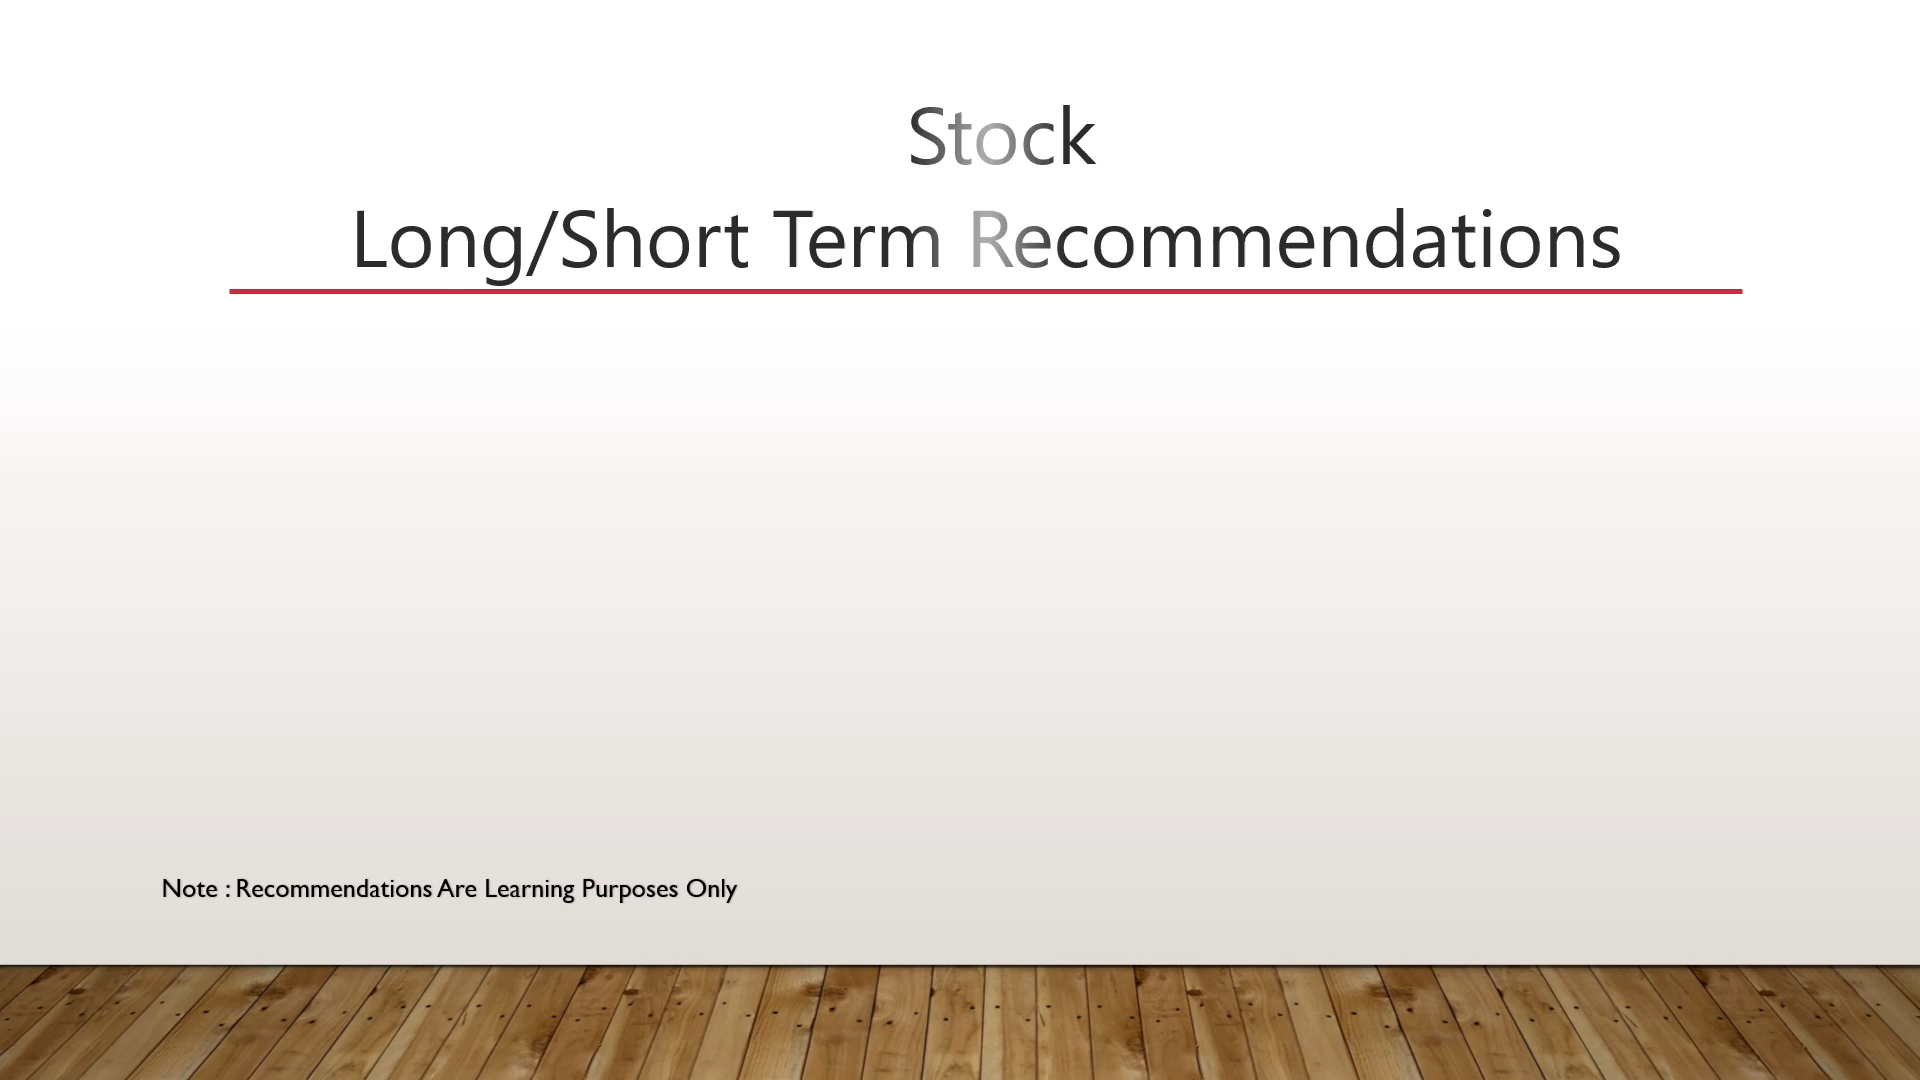 Stock
Long/Short Term Recommendations
Note : Recommendations Are Learning Purposes Only